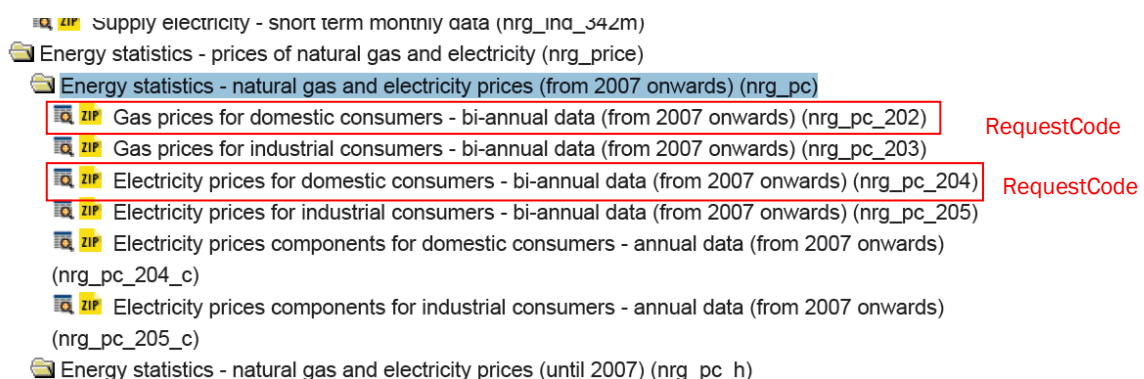 ZIP Supply electricity - short term monthly data (nrg_ind_342m)
Energy statistics - prices of natural gas and electricity (nrg_price)
Energy statistics - natural gas and electricity prices (from 2007 onwards) (nrg_pc)
ZIP Gas prices for domestic consumers - bi-annual data (from 2007 onwards) (nrg_pc_202) RequestCode
ZIP Gas prices for industrial consumers - bi-annual data (from 2007 onwards) (nrg_pc_203)
ZIP Electricity prices for domestic consumers - bi-annual data (from 2007 onwards) (nrg_pc_204) RequestCode
ZIP Electricity prices for industrial consumers - bi-annual data (from 2007 onwards) (nrg_pc_205)
ZIP Electricity prices components for domestic consumers - annual data (from 2007 onwards)
(nrg_pc_204_c)
ZIP Electricity prices components for industrial consumers - annual data (from 2007 onwards)
(nrg_pc_205_c)
Energy statistics - natural gas and electricity prices (until 2007) (nrg_pc_h)